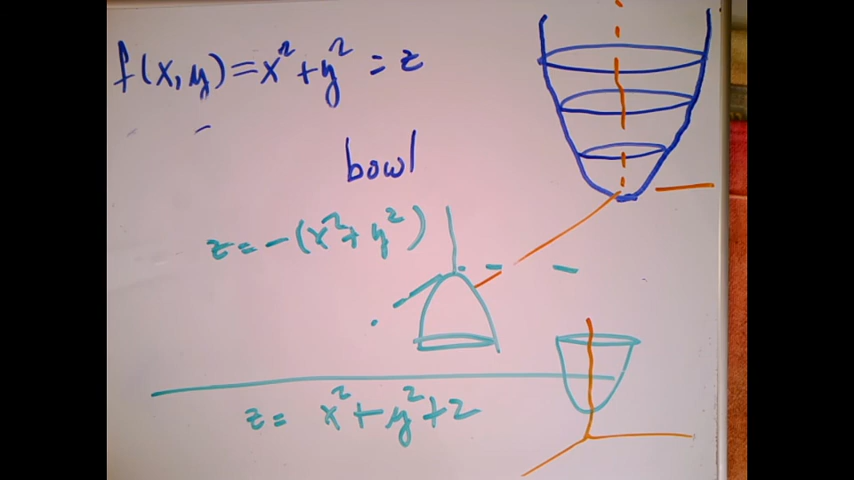 f(x,y)=x²+y²=z
bowl
z=-(x²+y²)
z= x²+y²+2